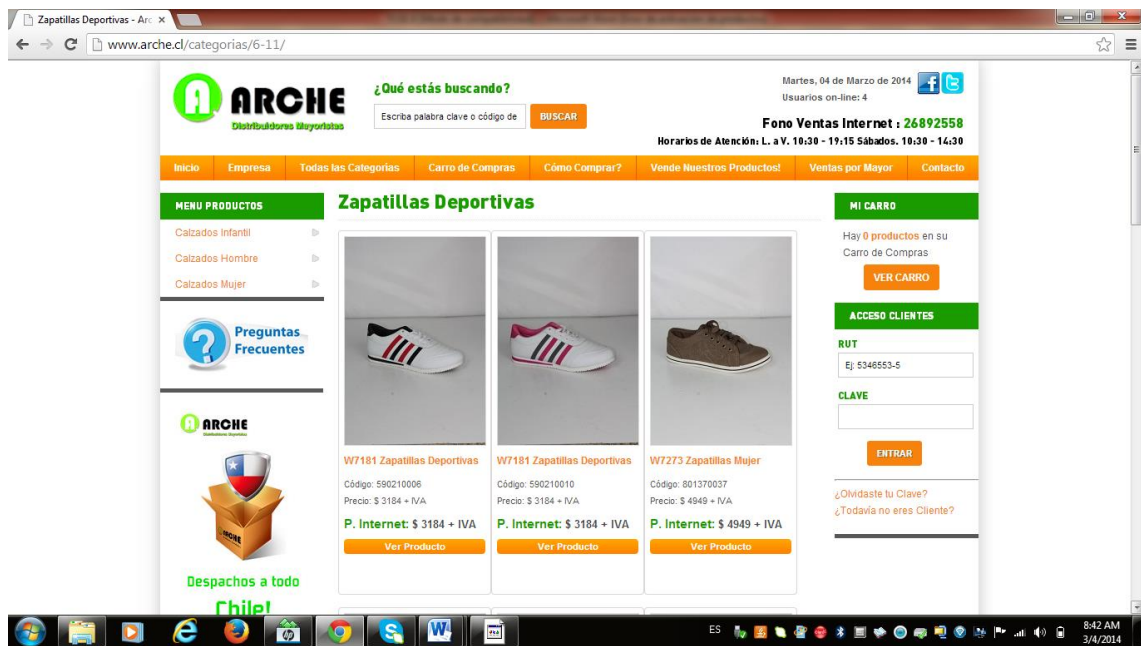 Zapatillas Deportivas - Arc
www.arche.cl/categorias/6-11/
ARCHE
Distribuidores Mayoristas
¿Qué estás buscando?
Escriba palabra clave o código de
BUSCAR
Martes, 04 de Marzo de 2014
Usuarios on-line: 4
Fono Ventas Internet : 26892558
Horarios de Atención: L. a V. 10:30 - 19:15 Sábados. 10:30 - 14:30
Inicio Empresa Todas las Categorias Carro de Compras Cómo Comprar? Vende Nuestros Productos! Ventas por Mayor Contacto
MENU PRODUCTOS
Calzados Infantil
Calzados Hombre
Calzados Mujer
Preguntas
Frecuentes
ARCHE
ARCHE
Despachos a todo
Chile!
Zapatillas Deportivas
W7181 Zapatillas Deportivas
Código: 590210006
Precio: $ 3184 + IVA
P. Internet: $ 3184 + IVA
Ver Producto
W7181 Zapatillas Deportivas
Código: 590210010
Precio: $ 3184 + IVA
P. Internet: $ 3184 + IVA
Ver Producto
W7273 Zapatillas Mujer
Código: 801370037
Precio: $ 4949 + IVA
P. Internet: $ 4949 + IVA
Ver Producto
MI CARRO
Hay 0 productos en su
Carro de Compras
VER CARRO
ACCESO CLIENTES
RUT
Ej: 5346553-5
CLAVE
ENTRAR
¿Olvidaste tu Clave?
¿Todavía no eres Cliente?
ES
8:42 AM
3/4/2014